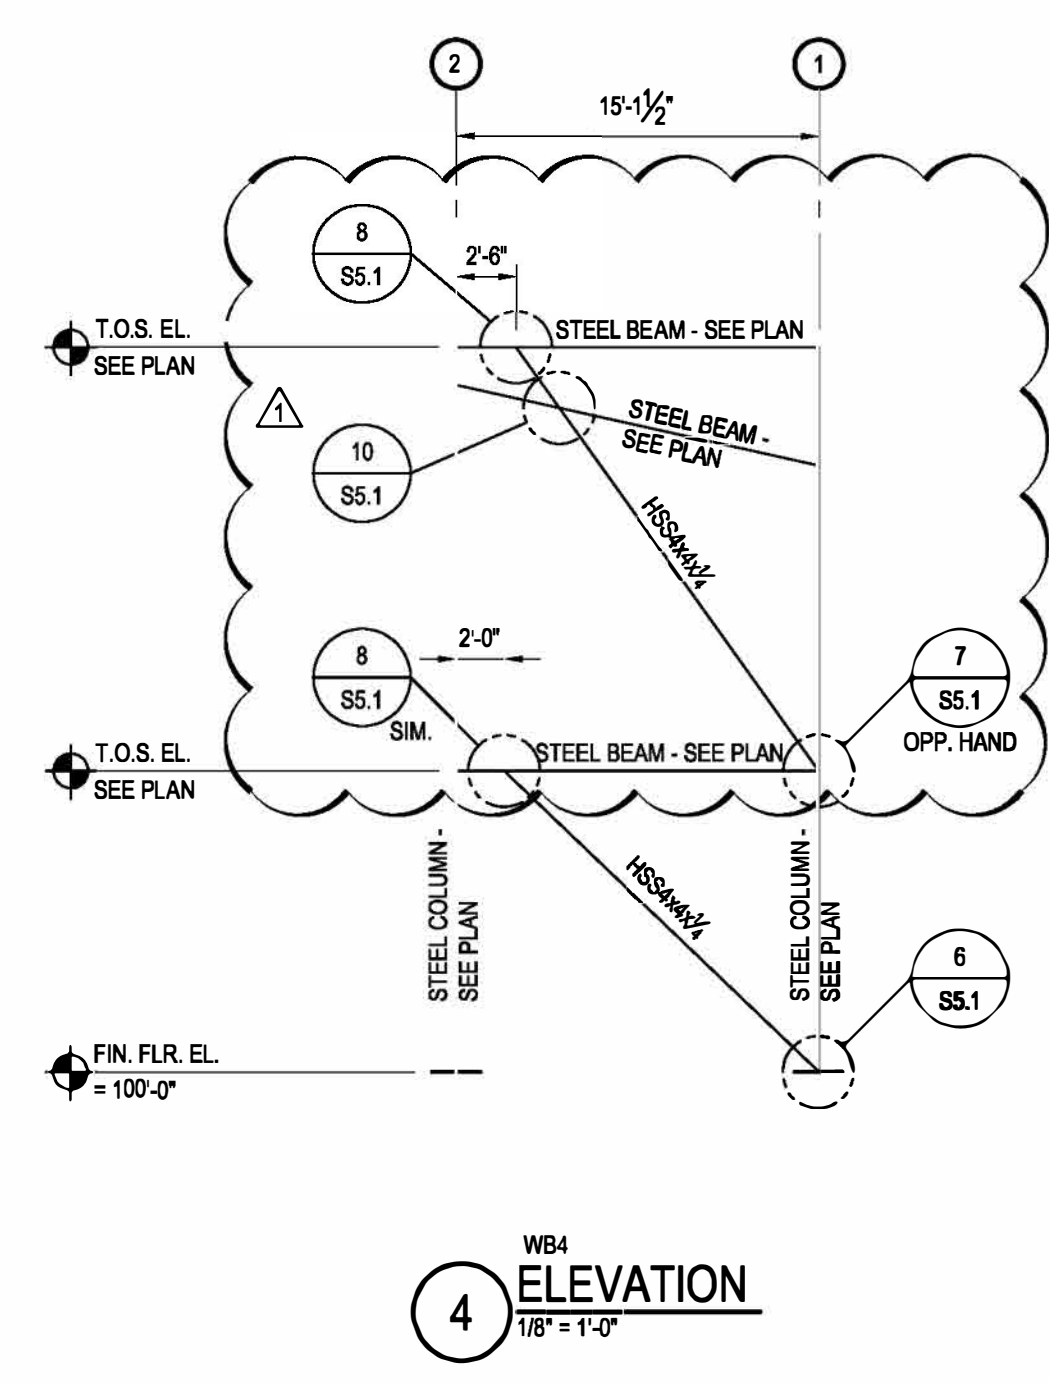 2
1
15'-1 1/2"
8
S5.1
2'-6"
T.O.S. EL.
SEE PLAN
STEEL BEAM - SEE PLAN
1
STEEL BEAM -
SEE PLAN
10
S5.1
HSS4x4x1/4
8
S5.1
SIM.
2'-0"
7
S5.1
OPP. HAND
T.O.S. EL.
SEE PLAN
STEEL BEAM - SEE PLAN
STEEL COLUMN -
SEE PLAN
HSS4x4x1/4
STEEL COLUMN -
SEE PLAN
6
S5.1
FIN. FLR. EL.
= 100'-0"
WB4
4
ELEVATION
1/8" = 1'-0"